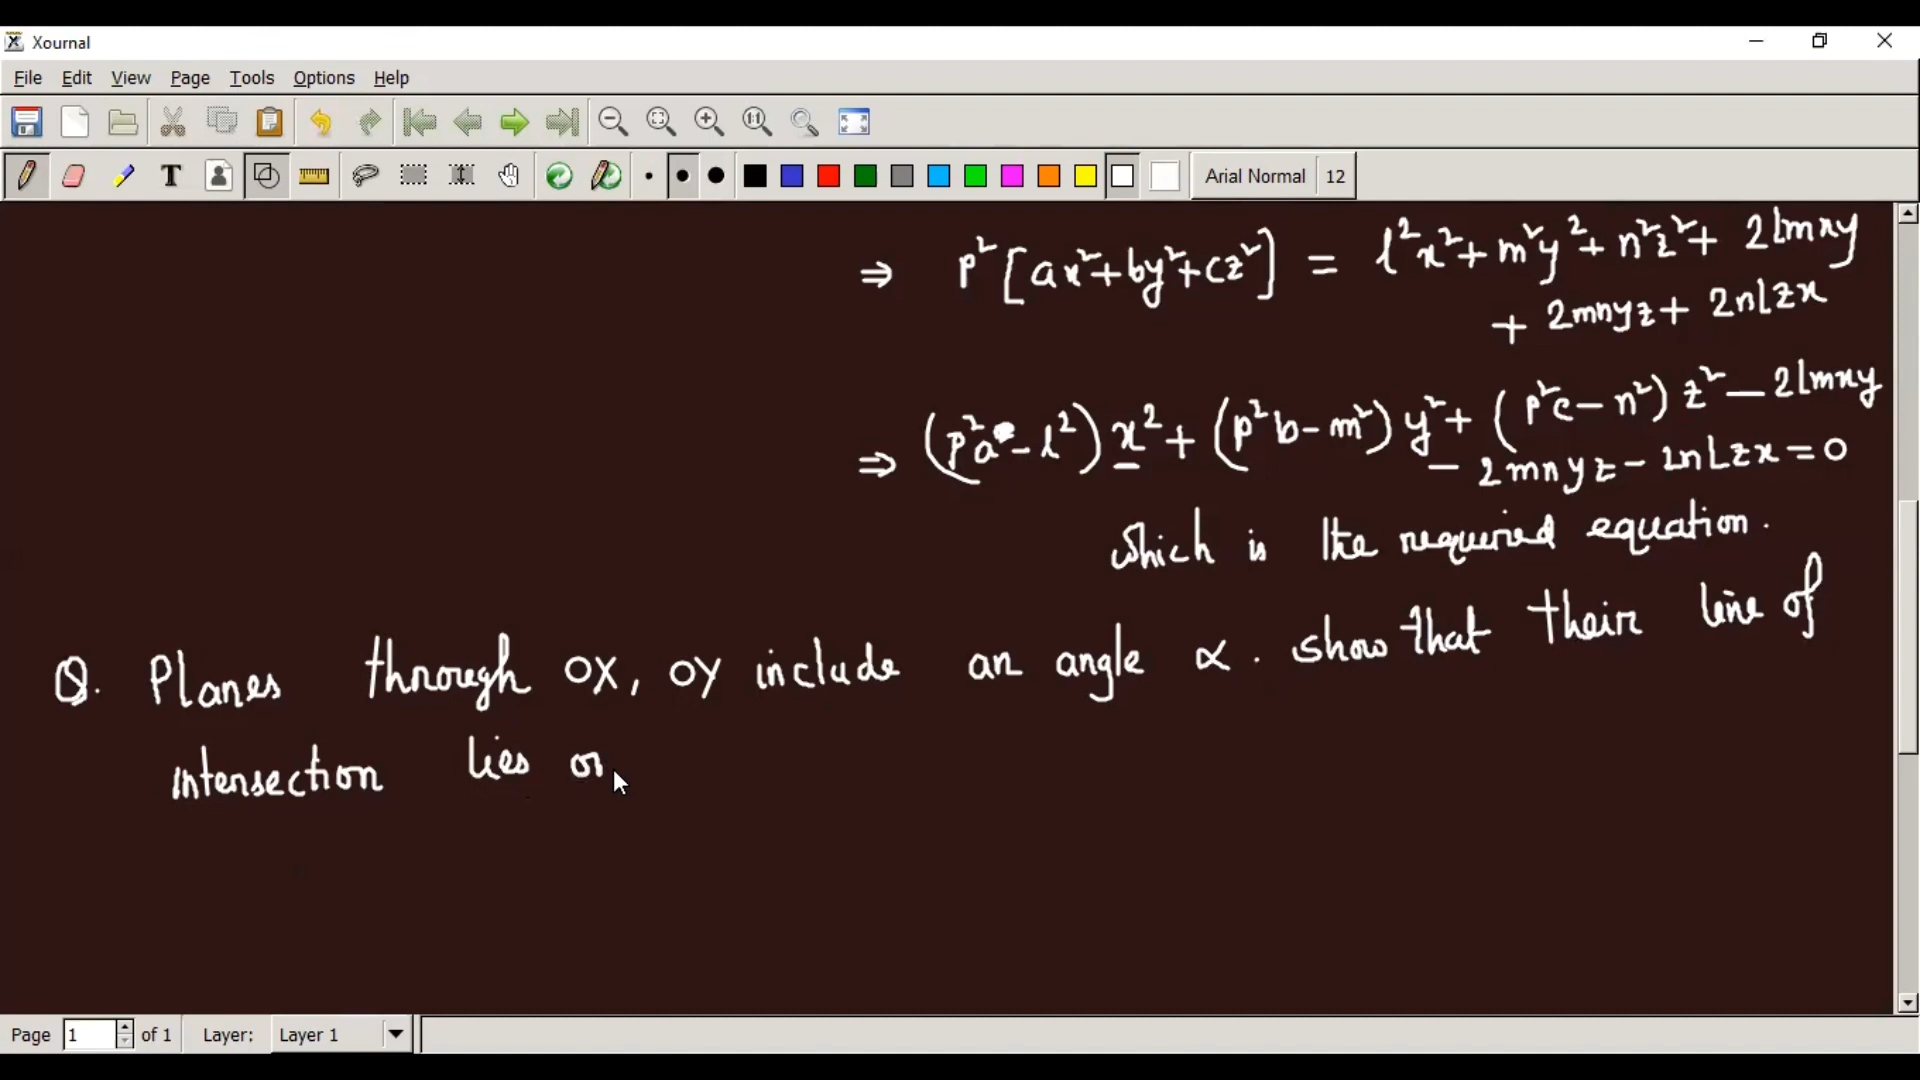 Xournal
File Edit View Page Tools Options Help
Arial Normal 12
⇒ p²[ax²+by²+cz²] = l²x²+m²y²+n²z²+ 2lmxy
+ 2mnyz+ 2nlzx
⇒ (p²a-l²)x²+(p²b-m²)y²+(p²c-n²)z²-2lmxy
- 2mnyz-2nlzx=0
which is the required equation.
Q. Planes through OX, OY include an angle α. show that their line of
intersection lies on
Page 1 of 1 Layer: Layer 1